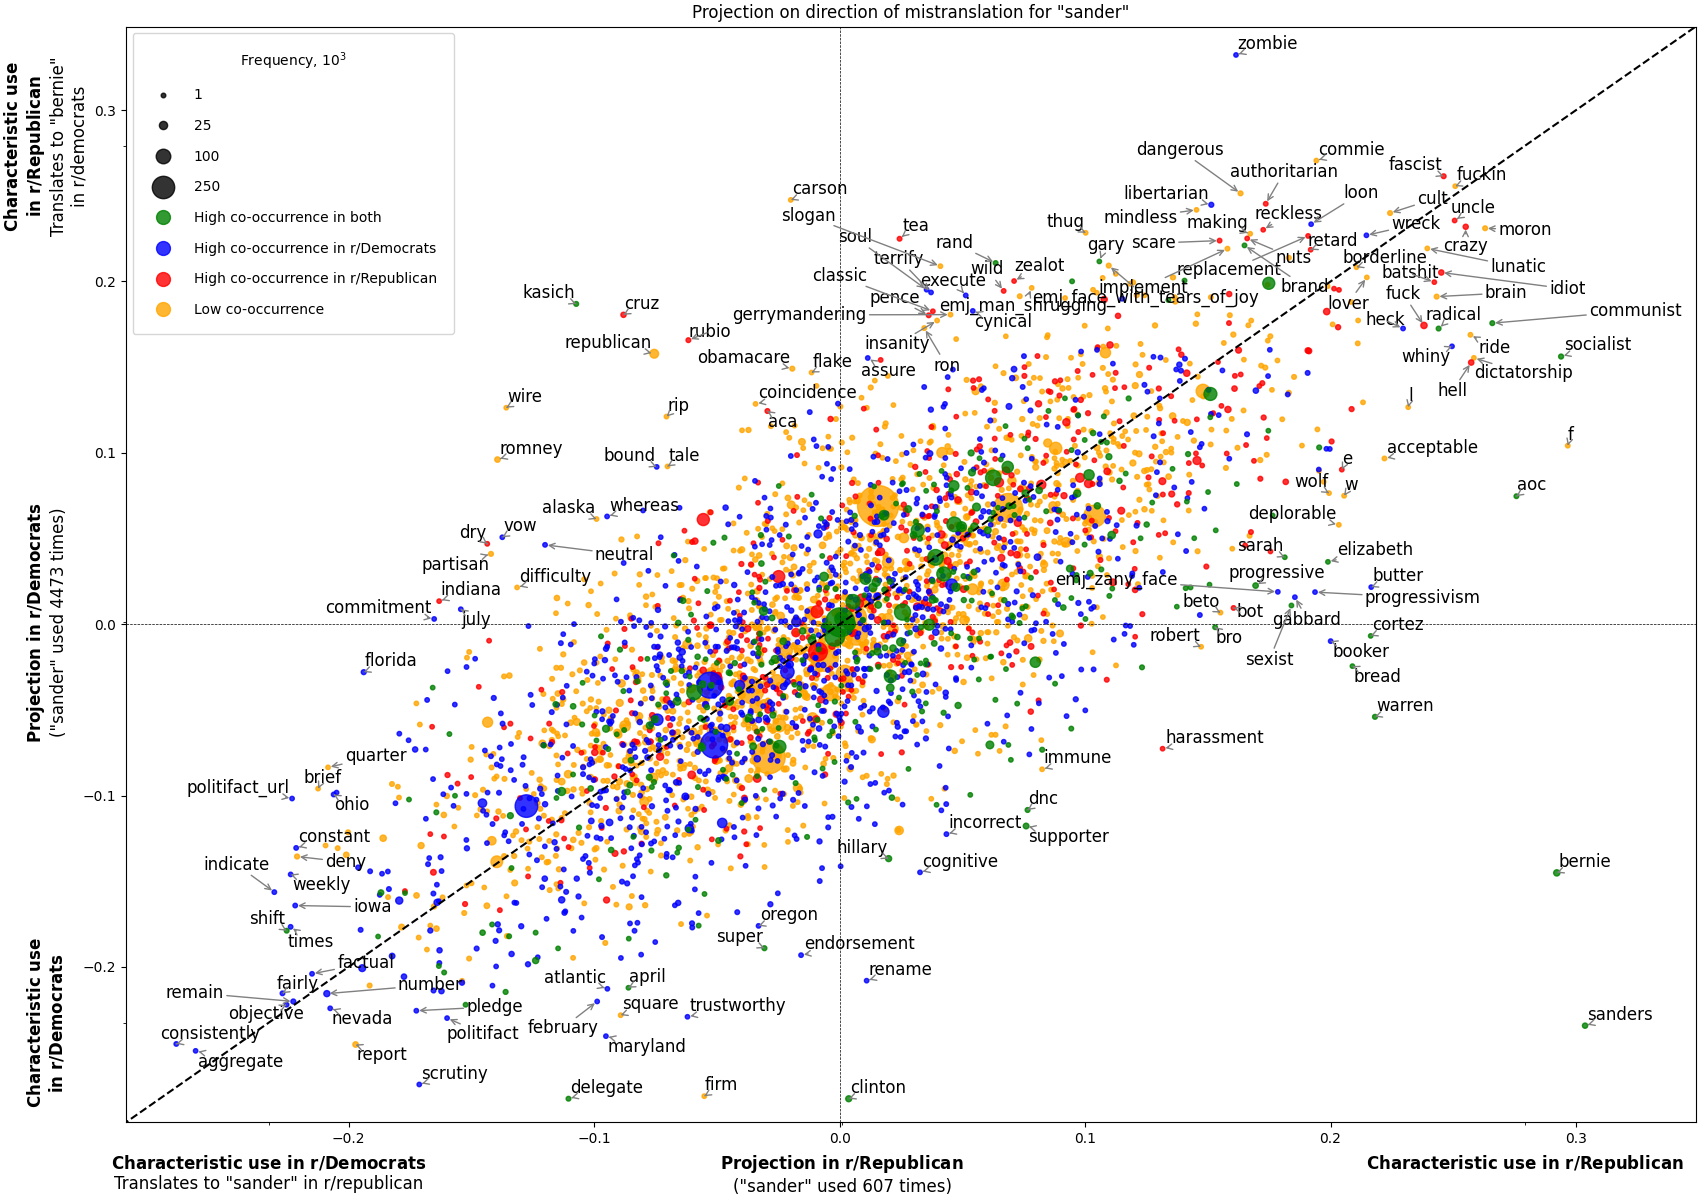 Projection on direction of mistranslation for "sander"
Characteristic use
in r/Republican
Translates to "bernie"
in r/democrats
Projection in r/Democrats
("sander" used 4473 times)
Characteristic use
in r/Democrats
Frequency, 10^3
1
25
100
250
High co-occurrence in both
High co-occurrence in r/Democrats
High co-occurrence in r/Republican
Low co-occurrence
0.3
0.2
0.1
0.0
−0.1
−0.2
zombie
dangerous
commie
authoritarian
fascist
fuckin
carson
slogan
libertarian
loon
cult
uncle
mindless
making
reckless
wreck
moron
soul
tea
thug
scare
retard
crazy
rand
gary
nuts
borderline
lunatic
terrify
wild
zealot
replacement
batshit
idiot
classic
execute
implement
brand
brain
kasich
cruz
pence
emj_man_shrugging
emj_face_with_tears_of_joy
lover
fuck
radical
communist
gerrymandering
cynical
heck
republican
rubio
insanity
whiny
ride
socialist
obamacare
flake
assure
ron
dictatorship
hell
wire
rip
coincidence
l
aca
f
romney
bound
tale
e
acceptable
wolf
w
aoc
alaska
whereas
deplorable
dry
vow
neutral
sarah
elizabeth
partisan
difficulty
emj_zany_face
progressive
butter
indiana
progressivism
commitment
july
beto
bot
gabbard
cortez
robert
bro
booker
florida
sexist
bread
warren
harassment
quarter
immune
brief
politifact_url
ohio
dnc
incorrect
supporter
constant
hillary
cognitive
bernie
indicate
deny
weekly
iowa
shift
times
oregon
super
endorsement
factual
rename
remain
fairly
number
atlantic
april
objective
nevada
pledge
square
trustworthy
sanders
consistently
politifact
february
maryland
aggregate
report
scrutiny
delegate
firm
clinton
−0.2
−0.1
0.0
0.1
0.2
0.3
Characteristic use in r/Democrats
Translates to "sander" in r/republican
Projection in r/Republican
("sander" used 607 times)
Characteristic use in r/Republican